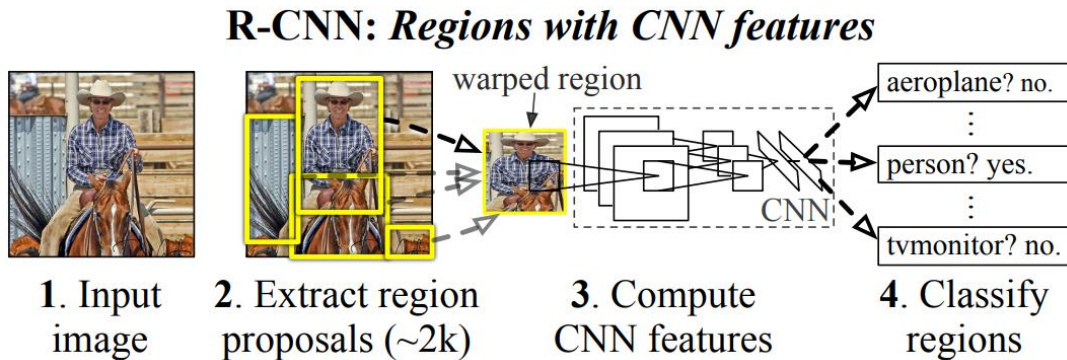 R-CNN: Regions with CNN features
warped region
aeroplane? no.
person? yes.
CNN
tvmonitor? no.
1. Input image
2. Extract region proposals (~2k)
3. Compute CNN features
4. Classify regions